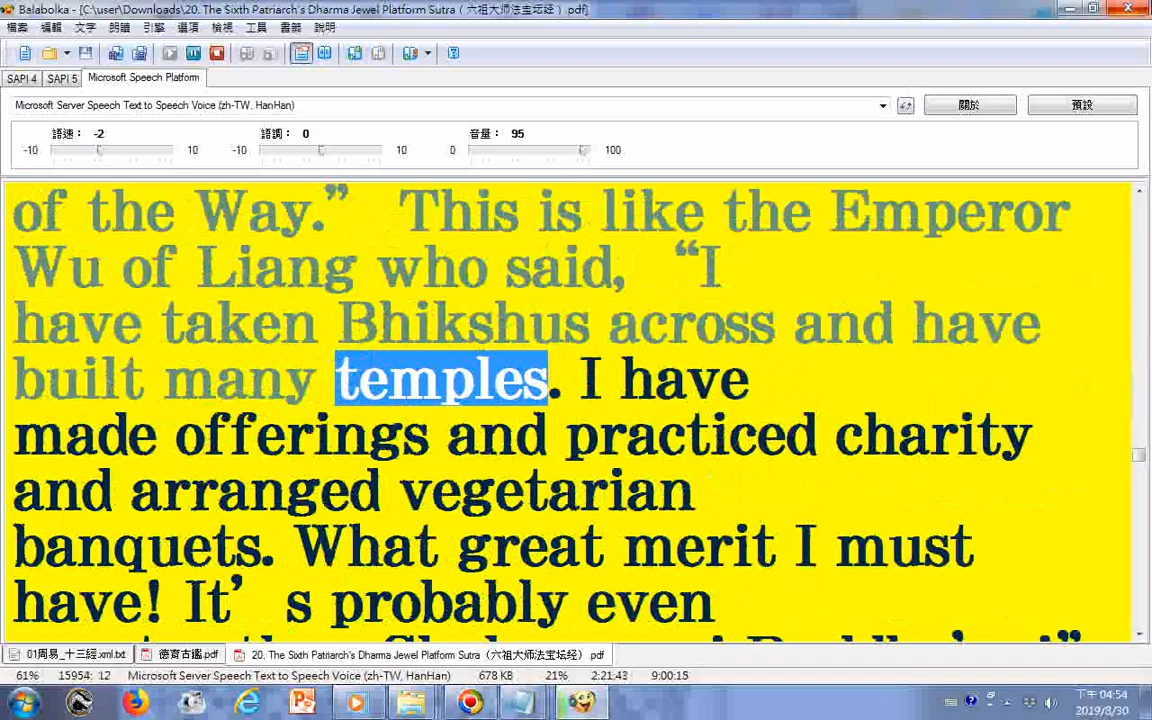 Balabolka - [C:\user\Downloads\20. The Sixth Patriarch's Dharma Jewel Platform Sutra（六祖大师法宝坛经）.pdf]
檔案 編輯 文字 朗讀 引擎 選項 檢視 工具 書籤 說明
SAPI 4 SAPI 5 Microsoft Speech Platform
Microsoft Server Speech Text to Speech Voice (zh-TW, HanHan) 關於 預設
語速： -2 語調： 0 音量： 95
-10 10 -10 10 0 100
of the Way.” This is like the Emperor
Wu of Liang who said, “I
have taken Bhikshus across and have
built many temples. I have
made offerings and practiced charity
and arranged vegetarian
banquets. What great merit I must
have! It’s probably even
01周易_十三經.xml.txt 德育古鑑.pdf 20. The Sixth Patriarch's Dharma Jewel Platform Sutra（六祖大师法宝坛经）.pdf
61% 15954: 12 Microsoft Server Speech Text to Speech Voice (zh-TW, HanHan) 678 KB 21% 2:21:43 9:00:15
下午 04:54
2019/8/30